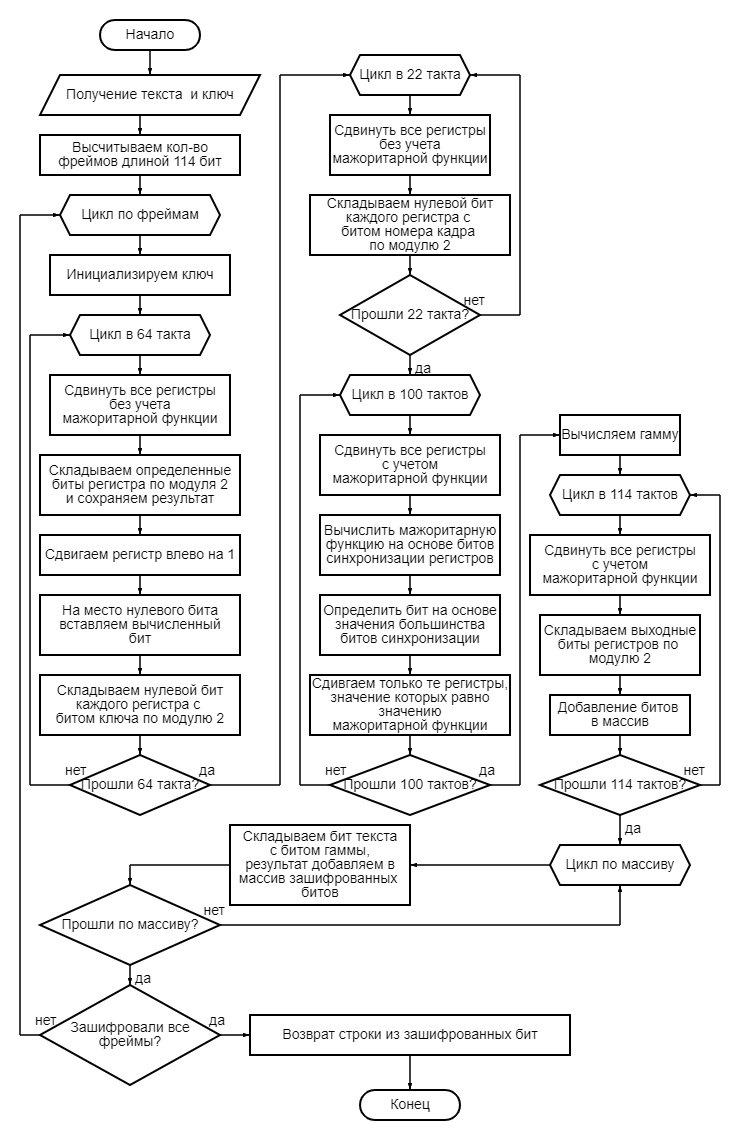 Начало
Получение текста и ключ
Высчитываем кол-во
фреймов длиной 114 бит
Цикл по фреймам
Инициализируем ключ
Цикл в 64 такта
Сдвинуть все регистры
без учета
мажоритарной функции
Складываем определенные
биты регистра по модуля 2
и сохраняем результат
Сдвигаем регистр влево на 1
На место нулевого бита
вставляем вычисленный
бит
Складываем нулевой бит
каждого регистра с
битом ключа по модулю 2
нет
Прошли 64 такта?
да
Цикл в 22 такта
Сдвинуть все регистры
без учета
мажоритарной функции
Складываем нулевой бит
каждого регистра с
битом номера кадра
по модулю 2
нет
Прошли 22 такта?
да
Цикл в 100 тактов
Сдвинуть все регистры
с учетом
мажоритарной функции
Вычислить мажоритарную
функцию на основе битов
синхронизации регистров
Определить бит на основе
значения большинства
битов синхронизации
Сдивгаем только те регистры,
значение которых равно
значению
мажоритарной функции
нет
Прошли 100 тактов?
да
Вычисляем гамму
Цикл в 114 тактов
Сдвинуть все регистры
с учетом
мажоритарной функции
Складываем выходные
биты регистров по
модулю 2
Добавление битов
в массив
Прошли 114 тактов?
нет
да
Цикл по массиву
Складываем бит текста
с битом гаммы,
результат добавляем в
массив зашифрованных
битов
Прошли по массиву?
нет
да
нет
Зашифровали все
фреймы?
да
Возврат строки из зашифрованных бит
Конец